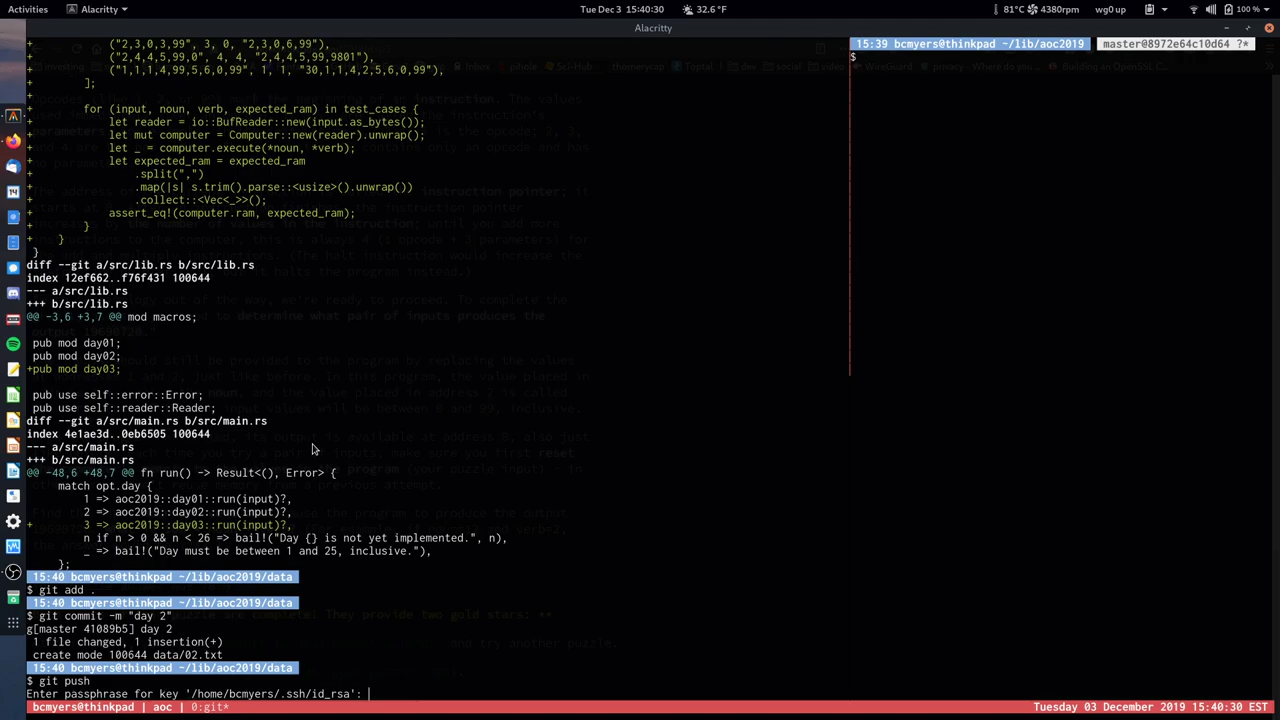 Activities
Alacritty
Tue Dec 3 15:40:30
32.6 °F
81°C
4380rpm
wg0 up
100 %
Alacritty
+ ("2,3,0,3,99", 3, 0, "2,3,0,6,99"),
+ ("2,4,4,5,99,0", 4, 4, "2,4,4,5,99,9801"),
+ ("1,1,1,4,99,5,6,0,99", 1, 1, "30,1,1,4,2,5,6,0,99"),
+ ];
+
+ for (input, noun, verb, expected_ram) in test_cases {
+ let reader = io::BufReader::new(input.as_bytes());
+ let mut computer = Computer::new(reader).unwrap();
+ let _ = computer.execute(*noun, *verb);
+ let expected_ram = expected_ram
+ .split(",")
+ .map(|s| s.trim().parse::<usize>().unwrap())
+ .collect::<Vec<_>>();
+ assert_eq!(computer.ram, expected_ram);
+ }
+ }
}
diff --git a/src/lib.rs b/src/lib.rs
index 12ef662..f76f431 100644
--- a/src/lib.rs
+++ b/src/lib.rs
@@ -3,6 +3,7 @@ mod macros;
pub mod day01;
pub mod day02;
+pub mod day03;
pub use self::error::Error;
pub use self::reader::Reader;
diff --git a/src/main.rs b/src/main.rs
index 4e1ae3d..0eb6505 100644
--- a/src/main.rs
+++ b/src/main.rs
@@ -48,6 +48,7 @@ fn run() -> Result<(), Error> {
match opt.day {
1 => aoc2019::day01::run(input)?,
2 => aoc2019::day02::run(input)?,
+ 3 => aoc2019::day03::run(input)?,
n if n > 0 && n < 26 => bail!("Day {} is not yet implemented.", n),
_ => bail!("Day must be between 1 and 25, inclusive."),
};
15:40 bcmyers@thinkpad ~/lib/aoc2019/data
$ git add .
15:40 bcmyers@thinkpad ~/lib/aoc2019/data
$ git commit -m "day 2"
g[master 41089b5] day 2
1 file changed, 1 insertion(+)
create mode 100644 data/02.txt
15:40 bcmyers@thinkpad ~/lib/aoc2019/data
$ git push
Enter passphrase for key '/home/bcmyers/.ssh/id_rsa':
15:39 bcmyers@thinkpad ~/lib/aoc2019
master@8972e64c10d64 ?*
$
bcmyers@thinkpad | aoc | 0:git*
Tuesday 03 December 2019 15:40:30 EST